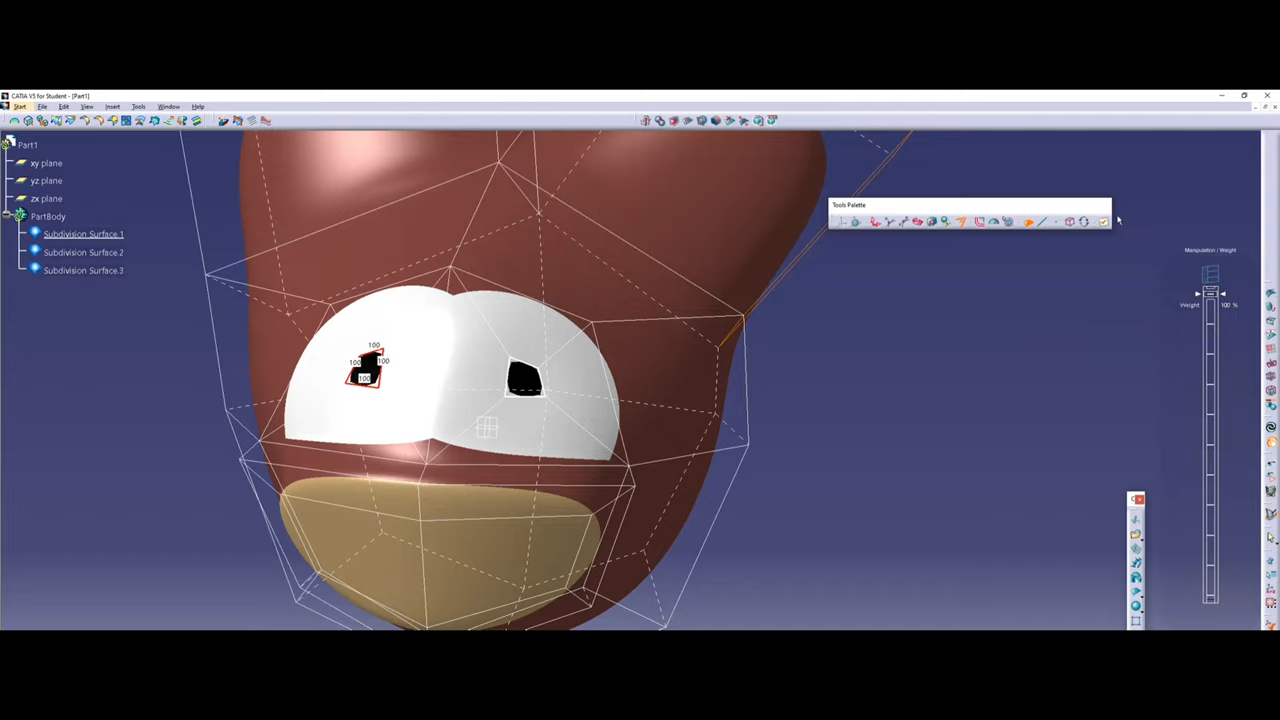 CATIA V5 for Student - [Part1]
Start File Edit View Insert Tools Window Help
Part1
xy plane
yz plane
zx plane
PartBody
Subdivision Surface.1
Subdivision Surface.2
Subdivision Surface.3
Tools Palette
Manipulation / Weight
Weight 100 %
100
100 100
100